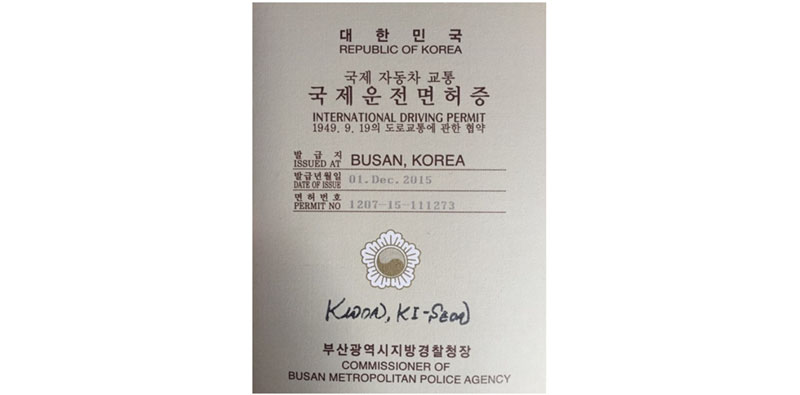 대한민국
REPUBLIC OF KOREA
국제 자동차 교통
국제운전면허증
INTERNATIONAL DRIVING PERMIT
1949. 9. 19의 도로교통에 관한 협약
발급지
ISSUED AT BUSAN, KOREA
발급년월일
DATE OF ISSUE 01.Dec.2015
면허번호
PERMIT NO 1207-15-111273
KWON, KI-SEON
부산광역시지방경찰청장
COMMISSIONER OF
BUSAN METROPOLITAN POLICE AGENCY